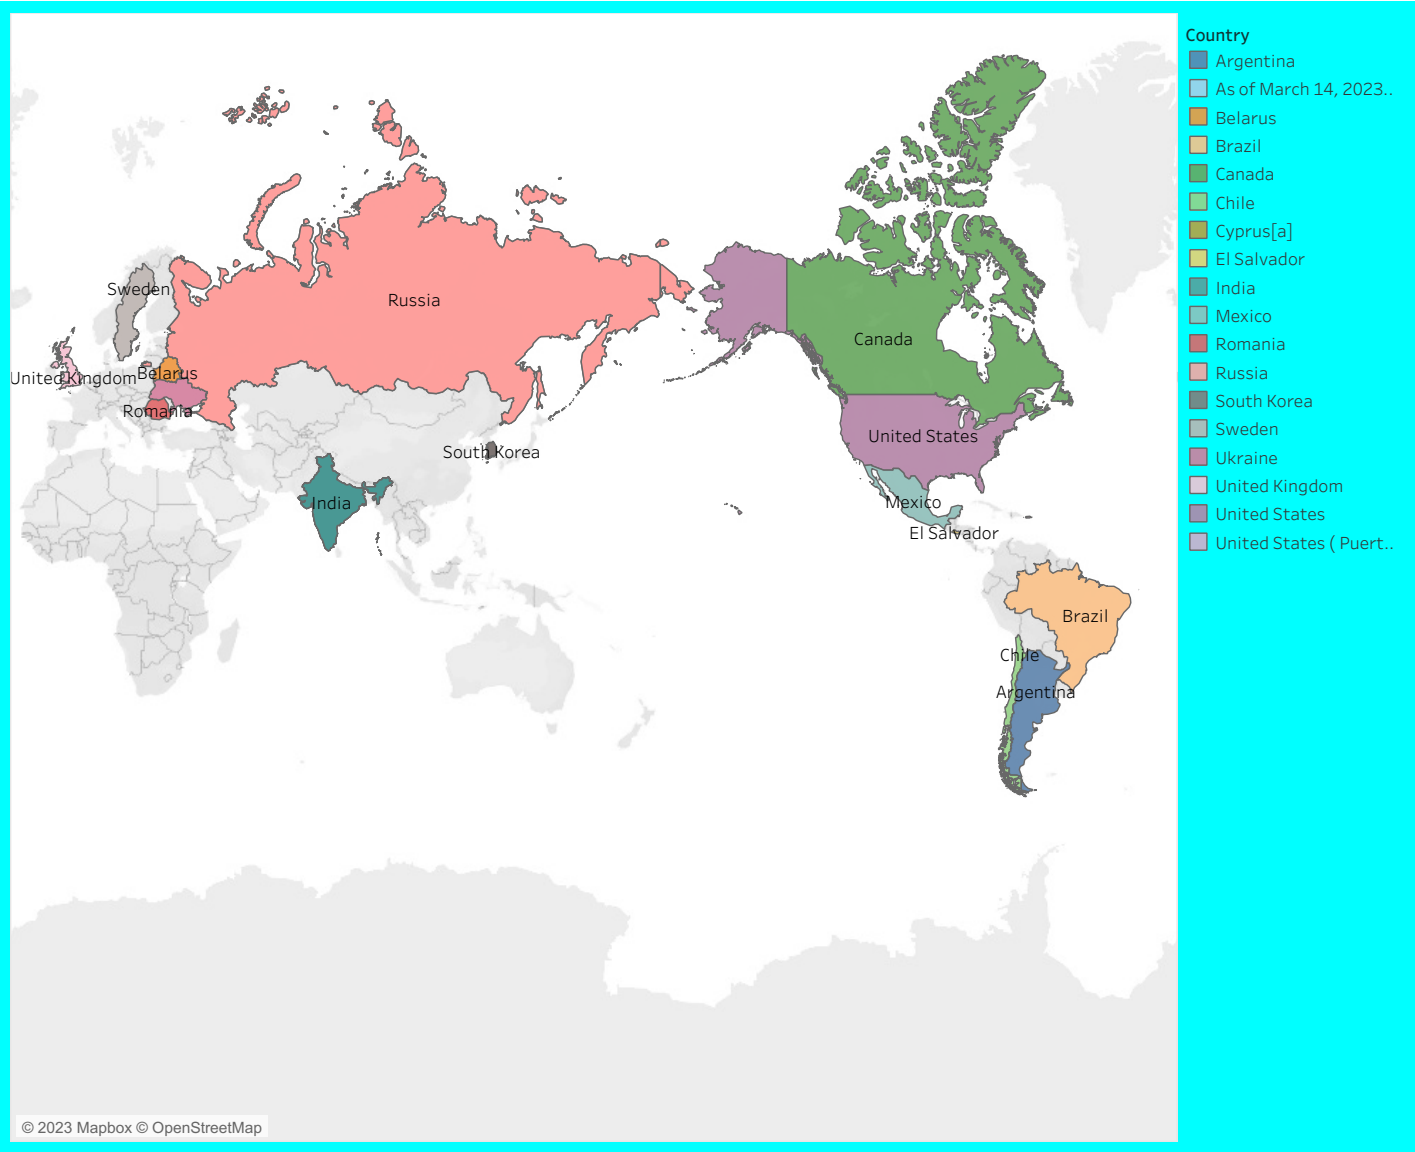 Country
Argentina
As of March 14, 2023..
Belarus
Brazil
Canada
Chile
Cyprus[a]
El Salvador
India
Mexico
Romania
Russia
South Korea
Sweden
Ukraine
United Kingdom
United States
United States ( Puert..
Sweden
Russia
Canada
United Kingdom
Belarus
Romania
United States
South Korea
India
Mexico
El Salvador
Brazil
Chile
Argentina
© 2023 Mapbox © OpenStreetMap